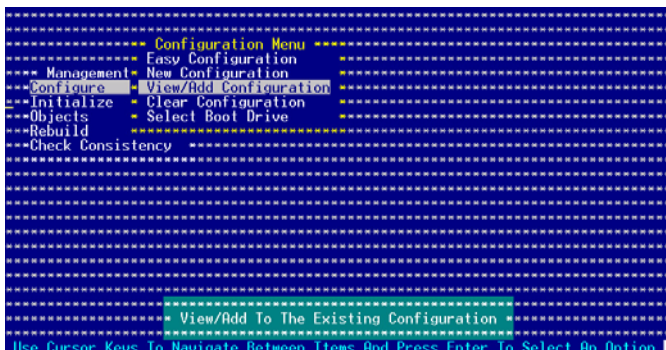 Configuration Menu
Easy Configuration
Management New Configuration
Configure View/Add Configuration
Initialize Clear Configuration
Objects Select Boot Drive
Rebuild
Check Consistency
View/Add To The Existing Configuration
Use Cursor Keys To Navigate Between Items And Press Enter To Select An Option